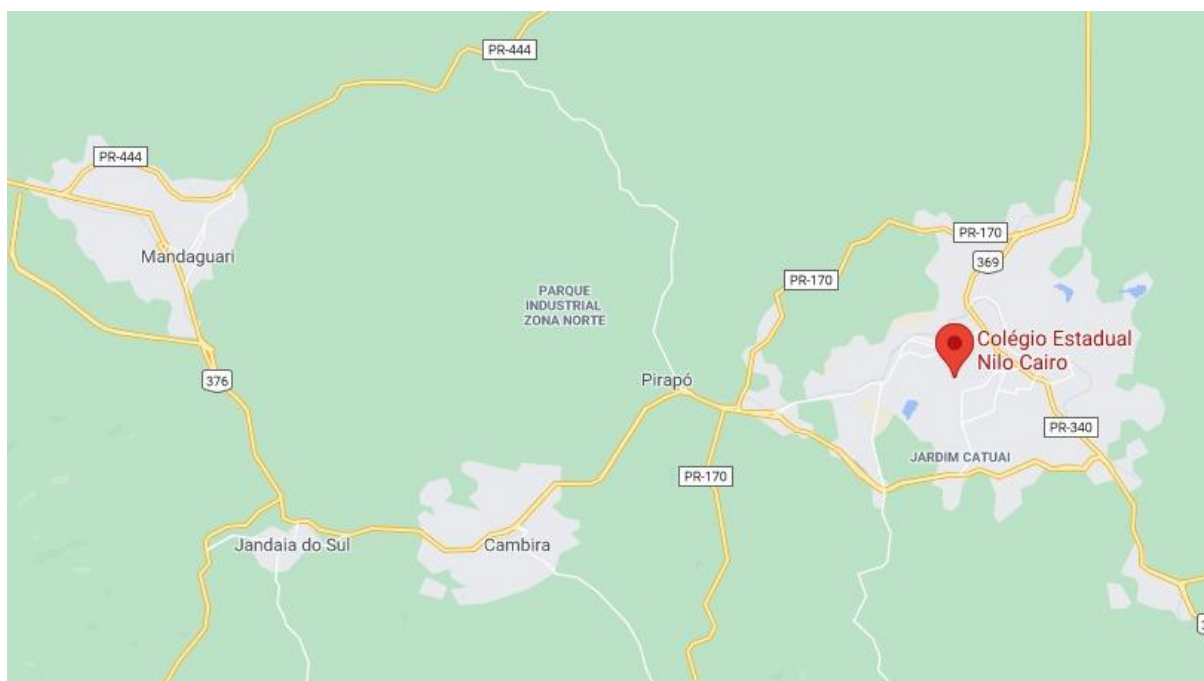 PR-444
PR-444
Mandaguari
PR-170
369
PR-170
PARQUE
INDUSTRIAL
ZONA NORTE
Colégio Estadual
Nilo Cairo
376
Pirapó
PR-340
JARDIM CATUAI
PR-170
Jandaia do Sul
Cambira